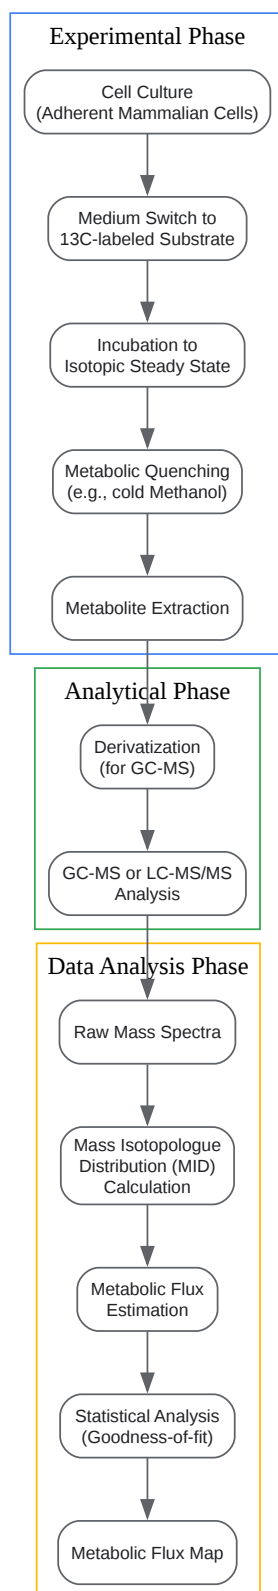 Experimental Phase
Cell Culture
(Adherent Mammalian Cells)
Medium Switch to
13C-labeled Substrate
Incubation to
Isotopic Steady State
Metabolic Quenching
(e.g., cold Methanol)
Metabolite Extraction
Analytical Phase
Derivatization
(for GC-MS)
GC-MS or LC-MS/MS
Analysis
Data Analysis Phase
Raw Mass Spectra
Mass Isotopologue
Distribution (MID)
Calculation
Metabolic Flux
Estimation
Statistical Analysis
(Goodness-of-fit)
Metabolic Flux Map